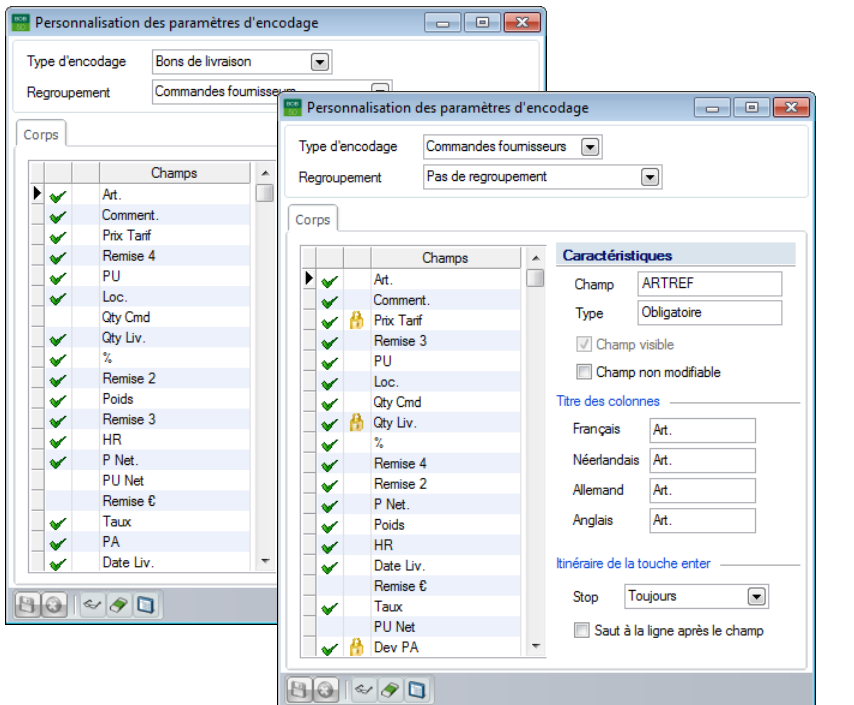 Personnalisation des paramètres d'encodage
Type d'encodage Bons de livraison
Regroupement Commandes fournisseurs
Corps
Champs
Art.
Comment.
Prix Tarif
Remise 4
PU
Loc.
Qty Cmd
Qty Liv.
%
Remise 2
Poids
Remise 3
HR
P Net.
PU Net
Remise €
Taux
PA
Date Liv.
Personnalisation des paramètres d'encodage
Type d'encodage Commandes fournisseurs
Regroupement Pas de regroupement
Corps
Champs
Art.
Comment.
Prix Tarif
Remise 3
PU
Loc.
Qty Cmd
Qty Liv.
%
Remise 4
Remise 2
P Net.
Poids
HR
Date Liv.
Remise €
Taux
PU Net
Dev PA
Caractéristiques
Champ ARTREF
Type Obligatoire
Champ visible
Champ non modifiable
Titre des colonnes
Français Art.
Néerlandais Art.
Allemand Art.
Anglais Art.
Itinéraire de la touche enter
Stop Toujours
Saut à la ligne après le champ